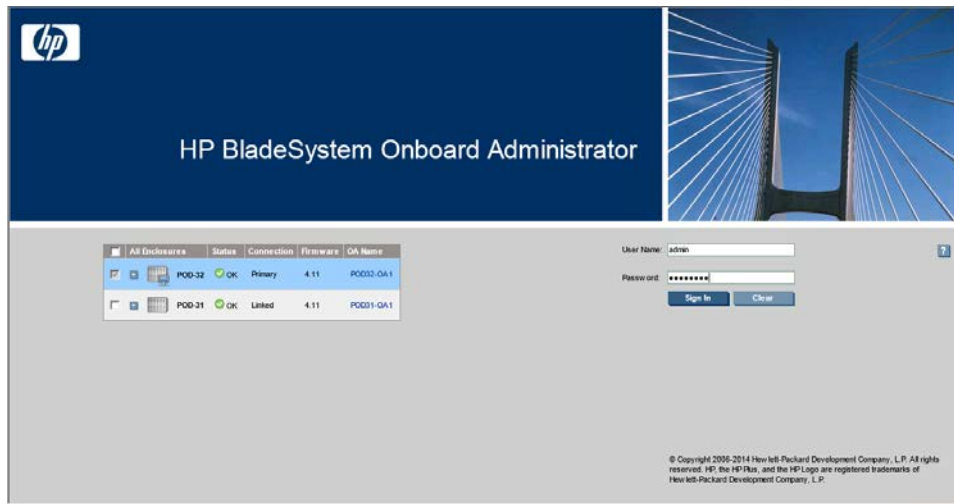 hp
HP BladeSystem Onboard Administrator
All Enclosures Status Connection Firmware OA Name
POD-32 OK Primary 4.11 POD32-OA1
POD-31 OK Linked 4.11 POD31-OA1
User Name: admin
Password: ••••••••
Sign In Clear
?
© Copyright 2006-2014 Hewlett-Packard Development Company, L.P. All rights
reserved. HP, the HP Plus, and the HP Logo are registered trademarks of
Hewlett-Packard Development Company, L.P.